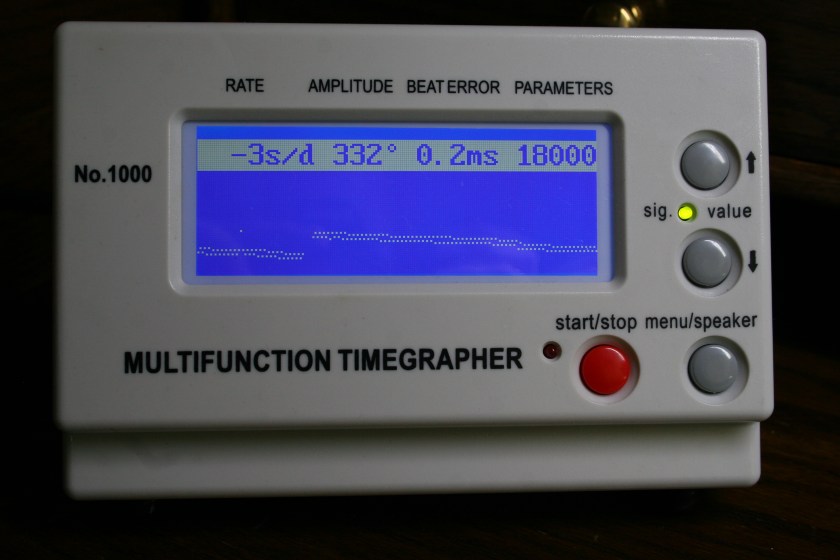 RATE AMPLITUDE BEAT ERROR PARAMETERS
-3s/d 332° 0.2ms 18000
No.1000
sig. value
start/stop menu/speaker
MULTIFUNCTION TIMEGRAPHER